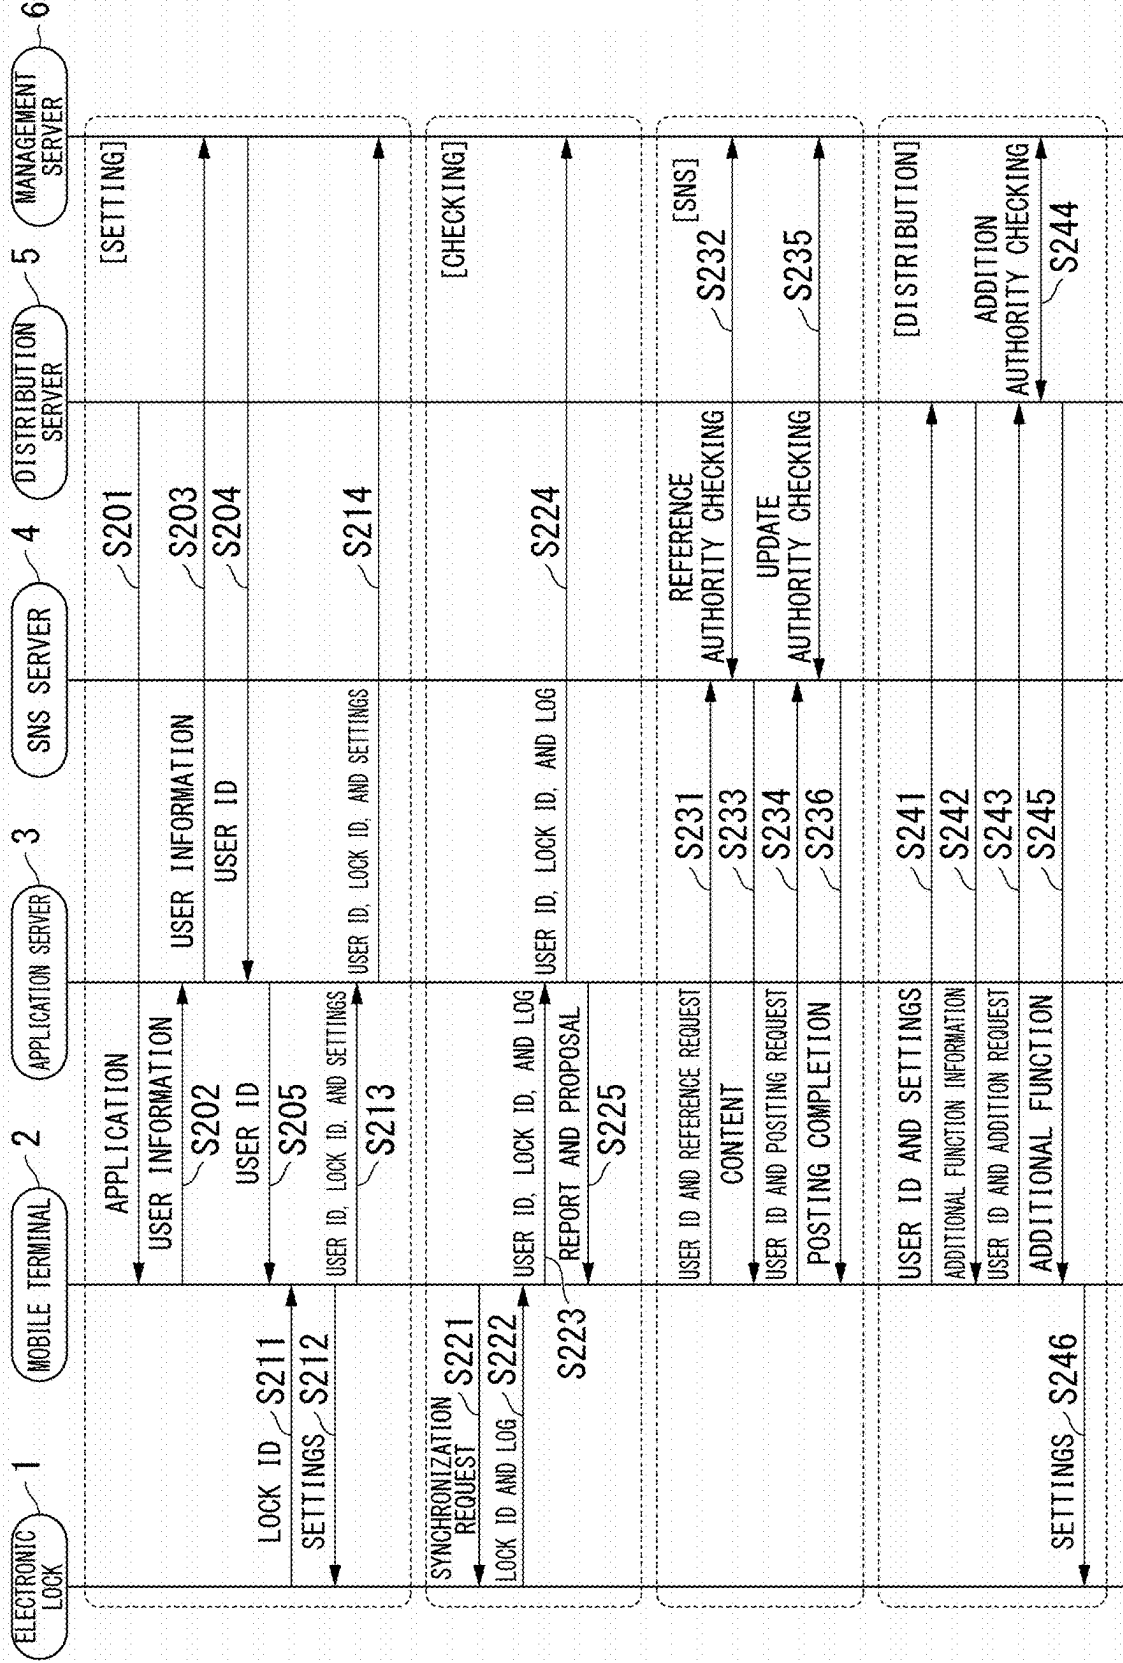 ELECTRONIC
LOCK
1
MOBILE TERMINAL
2
APPLICATION SERVER
3
SNS SERVER
4
DISTRIBUTION
SERVER
5
MANAGEMENT
SERVER
6
[SETTING]
APPLICATION
S201
USER INFORMATION
S202
USER INFORMATION
S203
USER ID
S204
USER ID
S205
LOCK ID
S211
SETTINGS
S212
USER ID, LOCK ID, AND SETTINGS
S213
USER ID, LOCK ID, AND SETTINGS
S214
[CHECKING]
SYNCHRONIZATION
REQUEST
S221
LOCK ID AND LOG
S222
USER ID, LOCK ID, AND LOG
S223
USER ID, LOCK ID, AND LOG
S224
REPORT AND PROPOSAL
S225
[SNS]
USER ID AND REFERENCE REQUEST
S231
REFERENCE
AUTHORITY CHECKING
S232
CONTENT
S233
USER ID AND POSITING REQUEST
S234
UPDATE
AUTHORITY CHECKING
S235
POSTING COMPLETION
S236
[DISTRIBUTION]
USER ID AND SETTINGS
S241
ADDITIONAL FUNCTION INFORMATION
S242
USER ID AND ADDITION REQUEST
S243
ADDITION
AUTHORITY CHECKING
S244
ADDITIONAL FUNCTION
S245
SETTINGS
S246